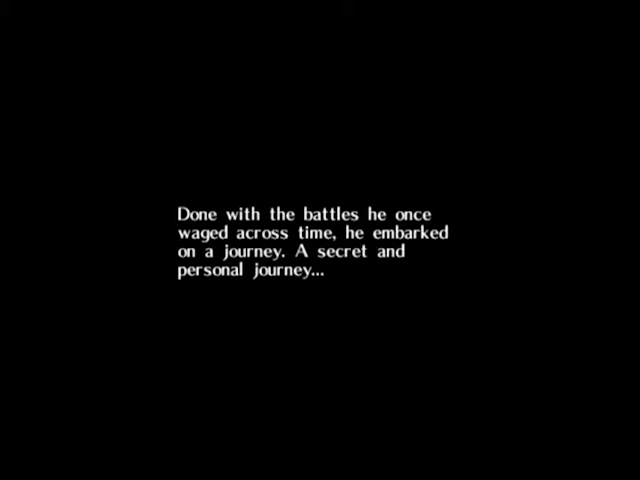 Done with the battles he once
waged across time, he embarked
on a journey. A secret and
personal journey...